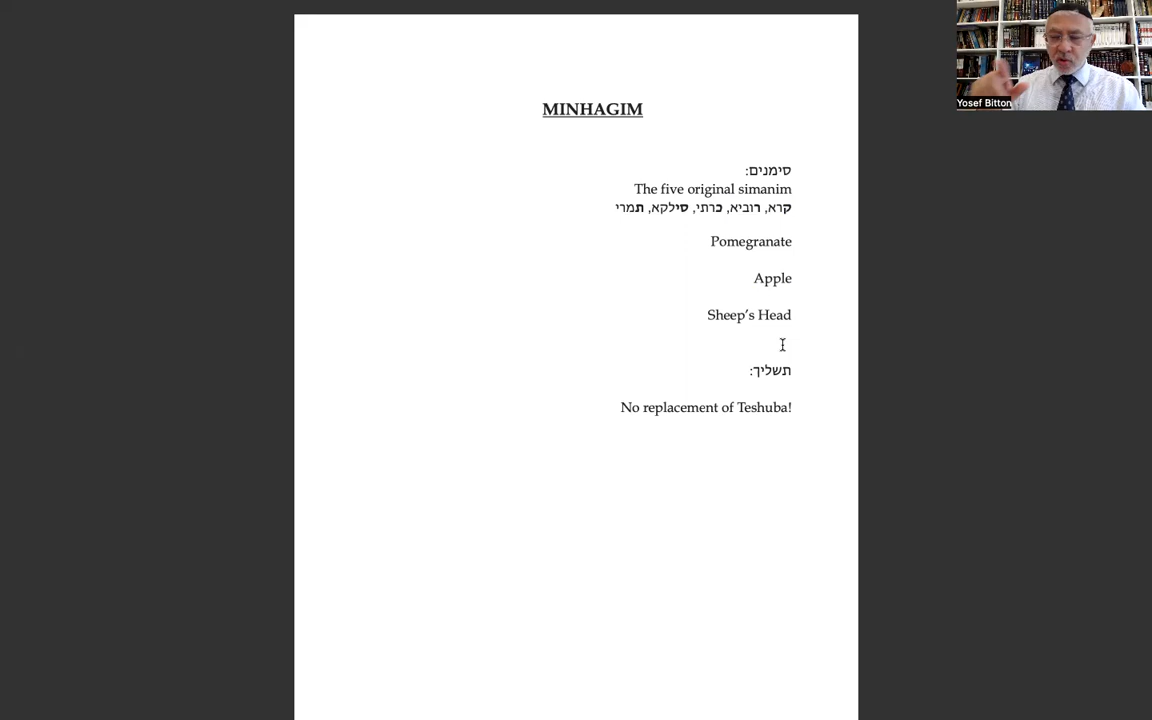 MINHAGIM
סימנים:
The five original simanim
קרא, רוביא, כרתי, סילקא, תמרי
Pomegranate
Apple
Sheep’s Head
תשליך:
No replacement of Teshuba!
Yosef Bitton